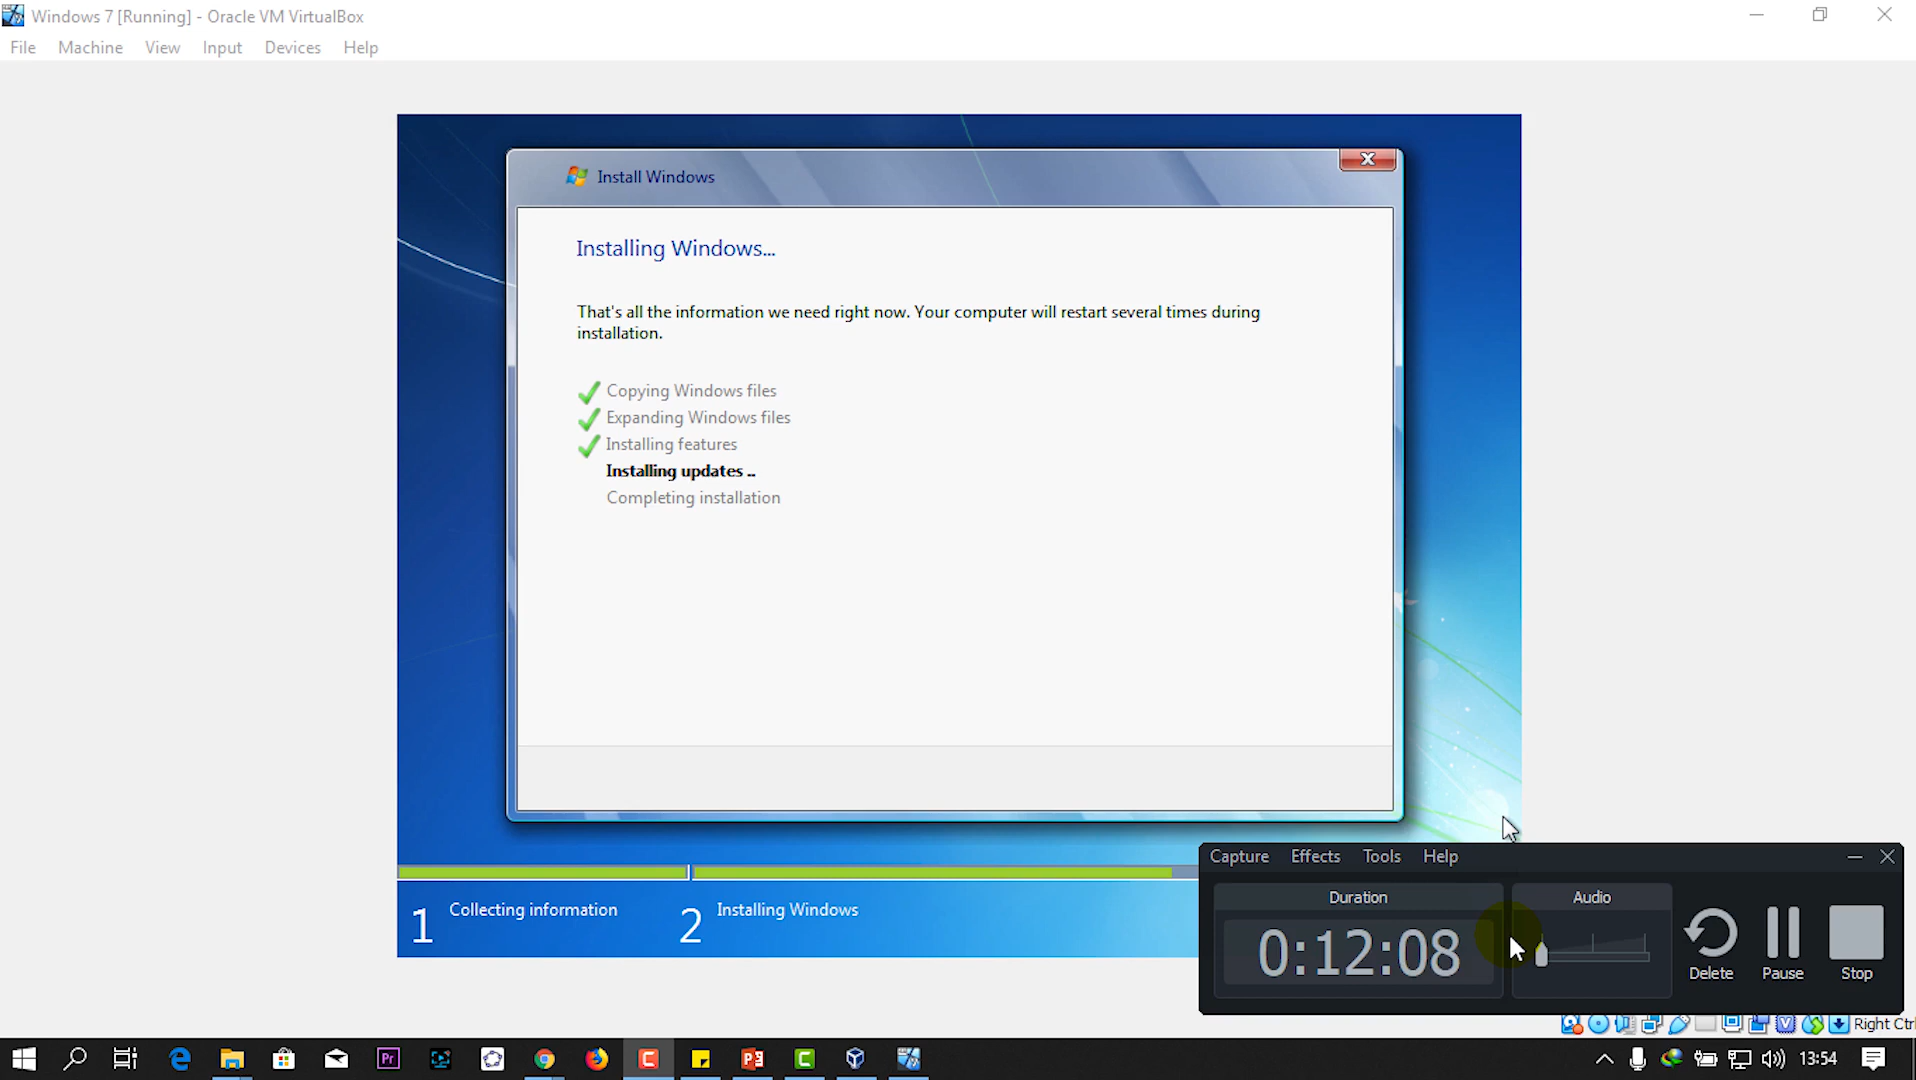 Windows 7 [Running] - Oracle VM VirtualBox
File Machine View Input Devices Help
Install Windows
Installing Windows...
That's all the information we need right now. Your computer will restart several times during
installation.
Copying Windows files
Expanding Windows files
Installing features
Installing updates ..
Completing installation
1 Collecting information
2 Installing Windows
Capture Effects Tools Help
Duration
Audio
0:12:08
Delete
Pause
Stop
Right Ctrl
Pr
13:54